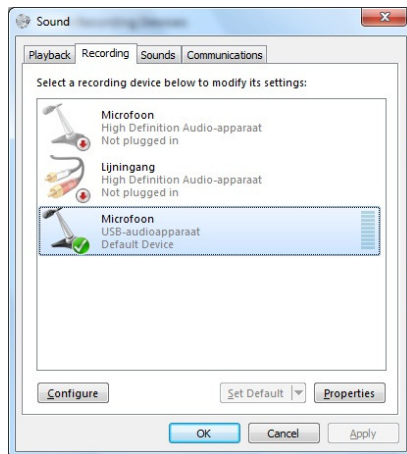 Sound
Playback Recording Sounds Communications
Select a recording device below to modify its settings:
Microfoon
High Definition Audio-apparaat
Not plugged in
Lijningang
High Definition Audio-apparaat
Not plugged in
Microfoon
USB-audioapparaat
Default Device
Configure Set Default Properties
OK Cancel Apply